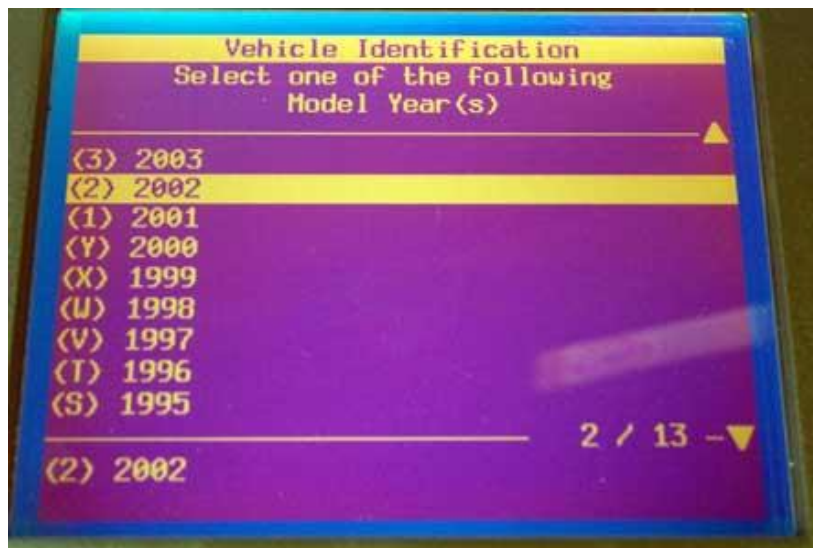 Vehicle Identification
Select one of the following
Model Year(s)
(3) 2003
(2) 2002
(1) 2001
(Y) 2000
(X) 1999
(W) 1998
(V) 1997
(T) 1996
(S) 1995
2 / 13
(2) 2002